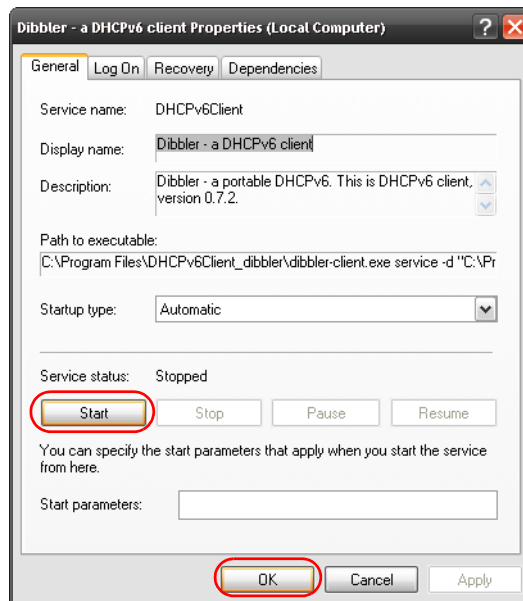 Dibbler - a DHCPv6 client Properties (Local Computer)
General Log On Recovery Dependencies
Service name: DHCPv6Client
Display name: Dibbler - a DHCPv6 client
Description: Dibbler - a portable DHCPv6. This is DHCPv6 client,
version 0.7.2.
Path to executable:
C:\Program Files\DHCPv6Client_dibbler\dibbler-client.exe service -d "C:\Pr
Startup type: Automatic
Service status: Stopped
Start Stop Pause Resume
You can specify the start parameters that apply when you start the service
from here.
Start parameters:
OK Cancel Apply